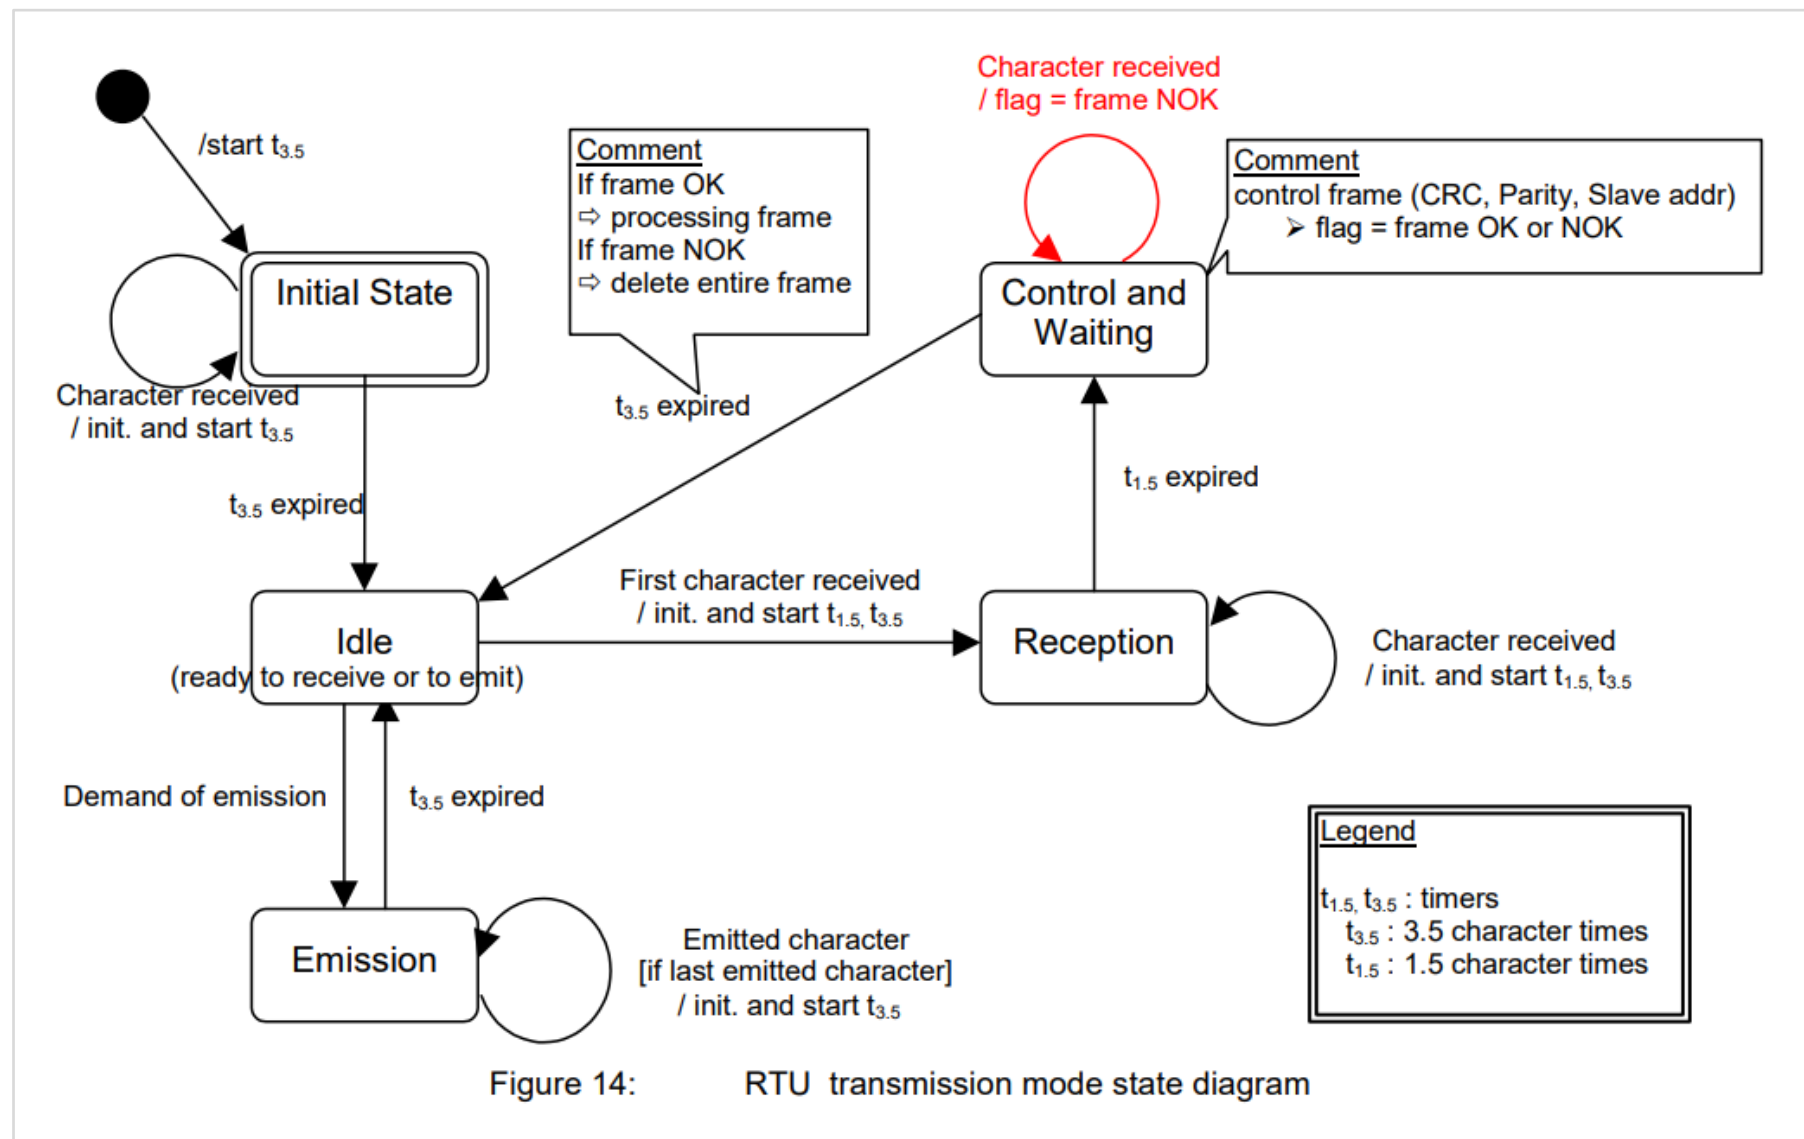 Character received
/ flag = frame NOK
/start t3.5
Comment
If frame OK
⇨ processing frame
If frame NOK
⇨ delete entire frame
Comment
control frame (CRC, Parity, Slave addr)
➢ flag = frame OK or NOK
Initial State
Control and
Waiting
Character received
/ init. and start t3.5
t3.5 expired
t1.5 expired
t3.5 expired
First character received
/ init. and start t1.5, t3.5
Idle
(ready to receive or to emit)
Reception
Character received
/ init. and start t1.5, t3.5
Demand of emission
t3.5 expired
Legend
t1.5, t3.5 : timers
t3.5 : 3.5 character times
t1.5 : 1.5 character times
Emission
Emitted character
[if last emitted character]
/ init. and start t3.5
Figure 14: RTU transmission mode state diagram